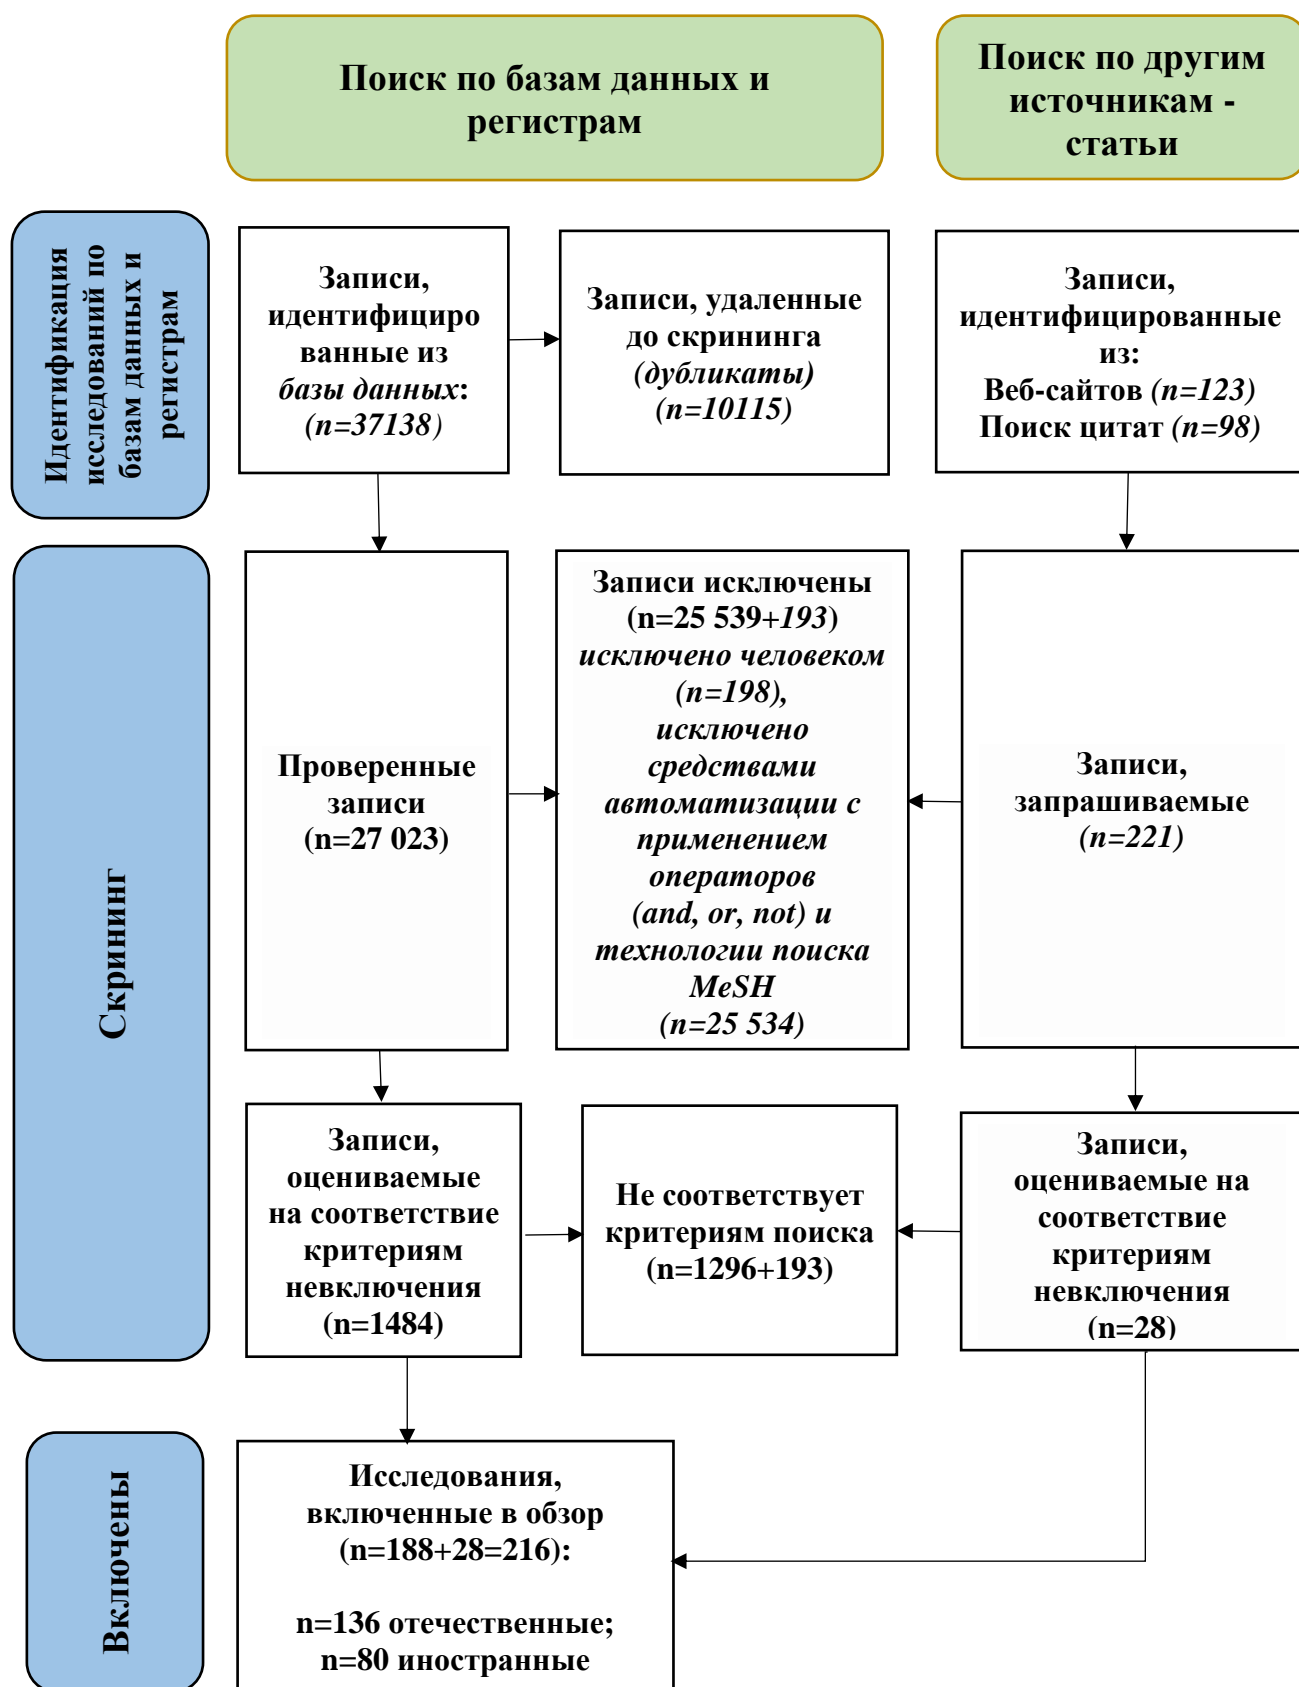 Поиск по базам данных и
регистрам
Поиск по другим
источникам -
статьи
Идентификация
исследований по
базам данных и
регистрам
Записи,
идентифициро
ванные из
базы данных:
(n=37138)
Записи, удаленные
до скрининга
(дубликаты)
(n=10115)
Записи,
идентифицированные
из:
Веб-сайтов (n=123)
Поиск цитат (n=98)
Скрининг
Проверенные
записи
(n=27 023)
Записи исключены
(n=25 539+193)
исключено человеком
(n=198),
исключено
средствами
автоматизации с
применением
операторов
(and, or, not) и
технологии поиска
MeSH
(n=25 534)
Записи,
запрашиваемые
(n=221)
Записи,
оцениваемые
на соответствие
критериям
невключения
(n=1484)
Не соответствует
критериям поиска
(n=1296+193)
Записи,
оцениваемые на
соответствие
критериям
невключения
(n=28)
Включены
Исследования,
включенные в обзор
(n=188+28=216):
n=136 отечественные;
n=80 иностранные